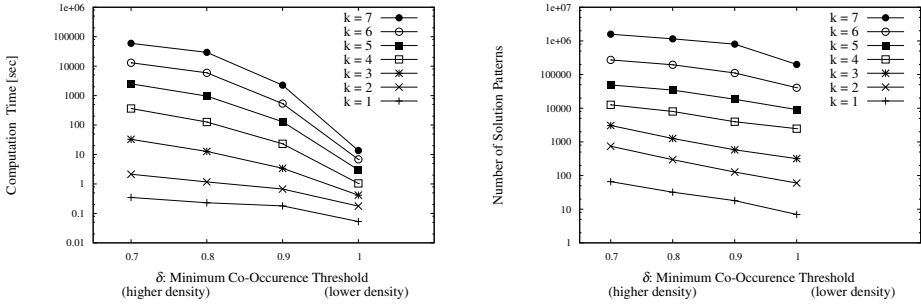 1e+06
100000
10000
1000
100
10
1
0.1
0.01
Computation Time [sec]
k = 7
k = 6
k = 5
k = 4
k = 3
k = 2
k = 1
0.7
0.8
0.9
1
δ: Minimum Co-Occurence Threshold
(higher density)
(lower density)
1e+07
1e+06
100000
10000
1000
100
10
1
Number of Solution Patterns
k = 7
k = 6
k = 5
k = 4
k = 3
k = 2
k = 1
0.7
0.8
0.9
1
δ: Minimum Co-Occurence Threshold
(higher density)
(lower density)